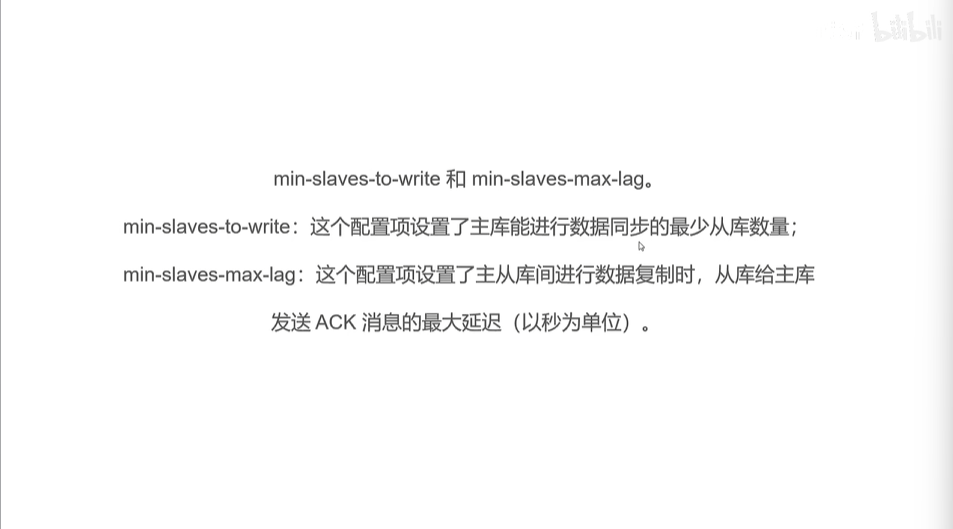 bilibili
min-slaves-to-write 和 min-slaves-max-lag。
min-slaves-to-write：这个配置项设置了主库能进行数据同步的最少从库数量；
min-slaves-max-lag：这个配置项设置了主从库间进行数据复制时，从库给主库
发送 ACK 消息的最大延迟（以秒为单位）。